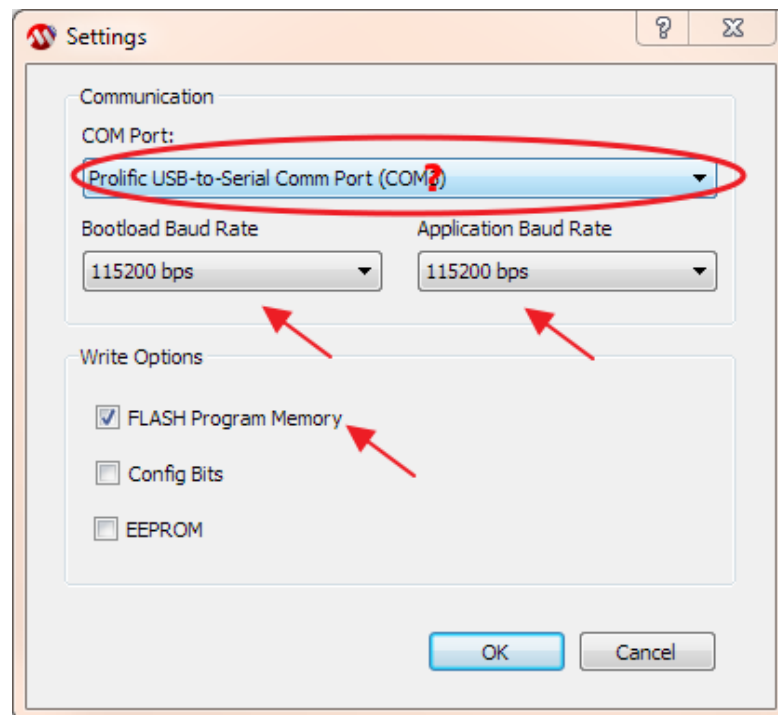 Settings
Communication
COM Port:
Prolific USB-to-Serial Comm Port (COM?)
Bootload Baud Rate
Application Baud Rate
115200 bps
115200 bps
Write Options
FLASH Program Memory
Config Bits
EEPROM
OK
Cancel